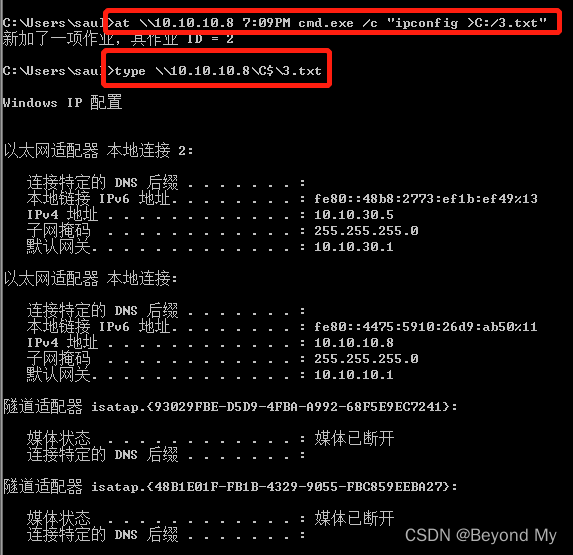 C:\Users\saul>at \\10.10.10.8 7:09PM cmd.exe /c "ipconfig >C:/3.txt"
新加了一项作业，其作业 ID = 2
C:\Users\saul>type \\10.10.10.8\C$\3.txt
Windows IP 配置
以太网适配器 本地连接 2:
连接特定的 DNS 后缀 . . . . . . . :
本地链接 IPv6 地址. . . . . . . . : fe80::48b8:2773:ef1b:ef49%13
IPv4 地址 . . . . . . . . . . . . : 10.10.30.5
子网掩码 . . . . . . . . . . . . : 255.255.255.0
默认网关. . . . . . . . . . . . . : 10.10.30.1
以太网适配器 本地连接:
连接特定的 DNS 后缀 . . . . . . . :
本地链接 IPv6 地址. . . . . . . . : fe80::4475:5910:26d9:ab50%11
IPv4 地址 . . . . . . . . . . . . : 10.10.10.8
子网掩码 . . . . . . . . . . . . : 255.255.255.0
默认网关. . . . . . . . . . . . . : 10.10.10.1
隧道适配器 isatap.{93029FBE-D5D9-4FBA-A992-68F5E9EC7241}:
媒体状态 . . . . . . . . . . . . : 媒体已断开
连接特定的 DNS 后缀 . . . . . . . :
隧道适配器 isatap.{48B1E01F-FB1B-4329-9055-FBC859EEBA27}:
媒体状态 . . . . . . . . . . . . : 媒体已断开
连接特定的 DNS 后缀 . . . . . . . :
CSDN @Beyond My